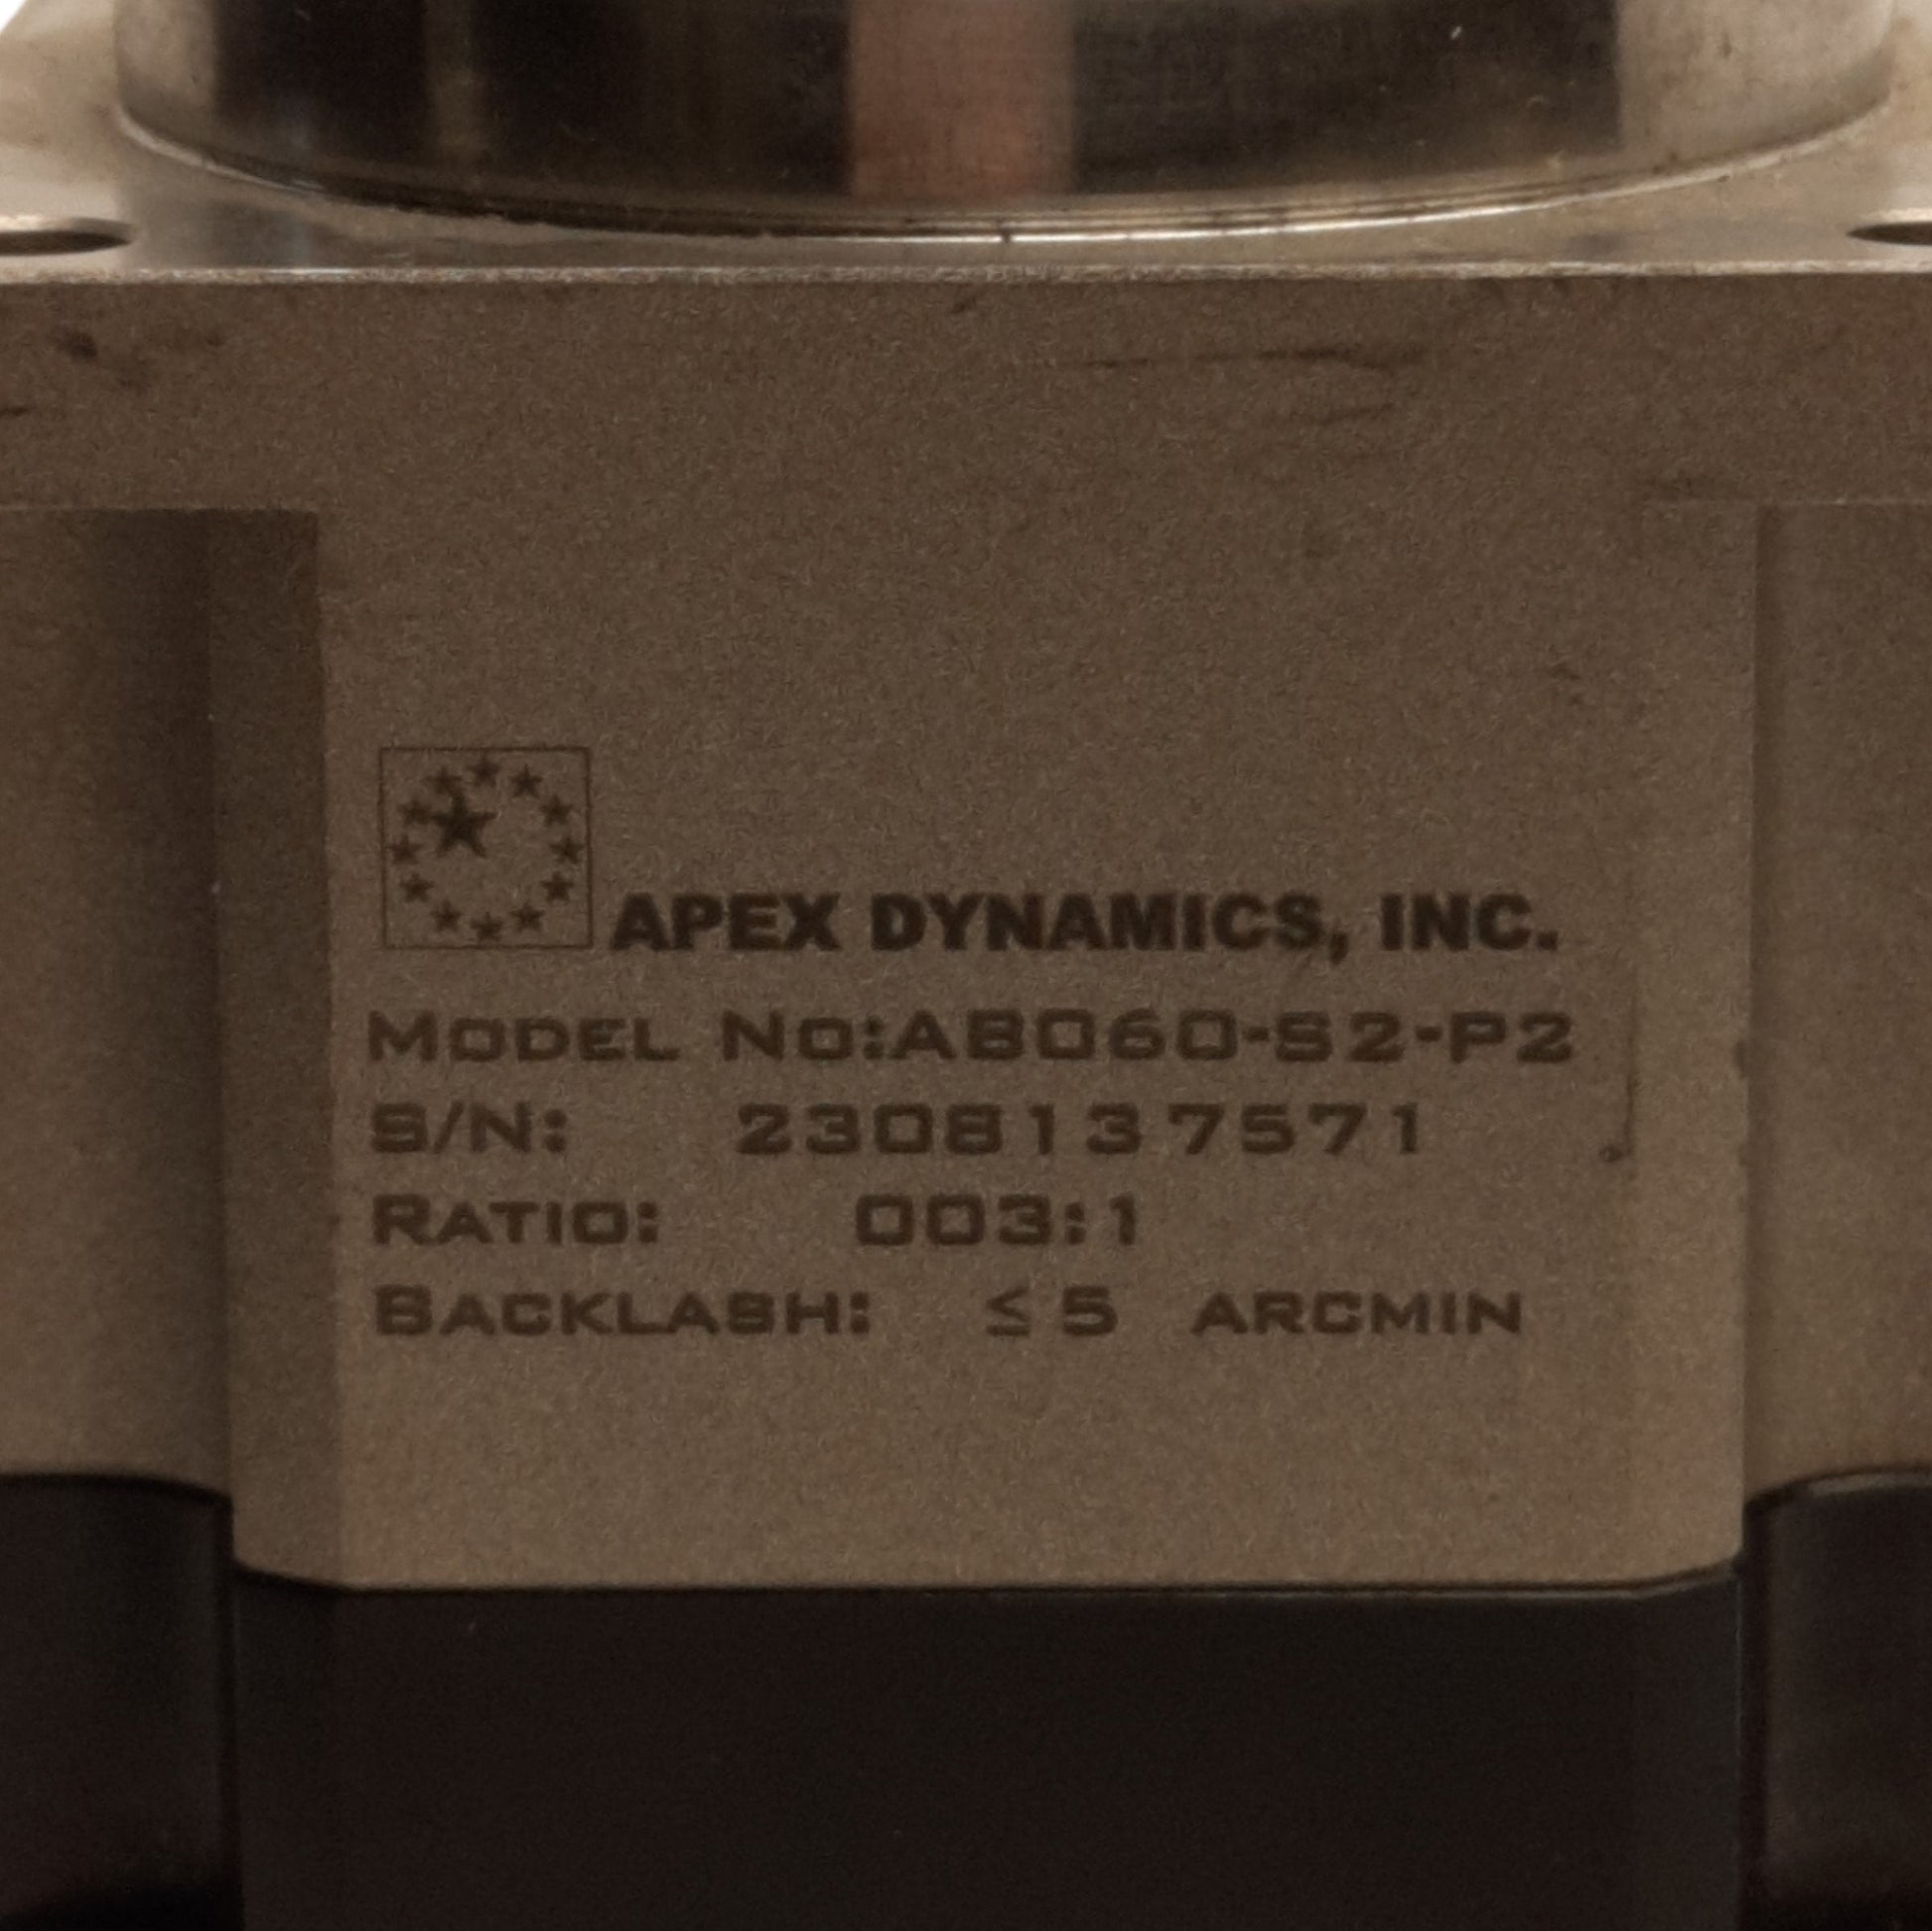 APEX DYNAMICS, INC.
MODEL NO:AB060-S2-P2
S/N: 2308137571
RATIO: 003:1
BACKLASH: ≤5 ARCMIN